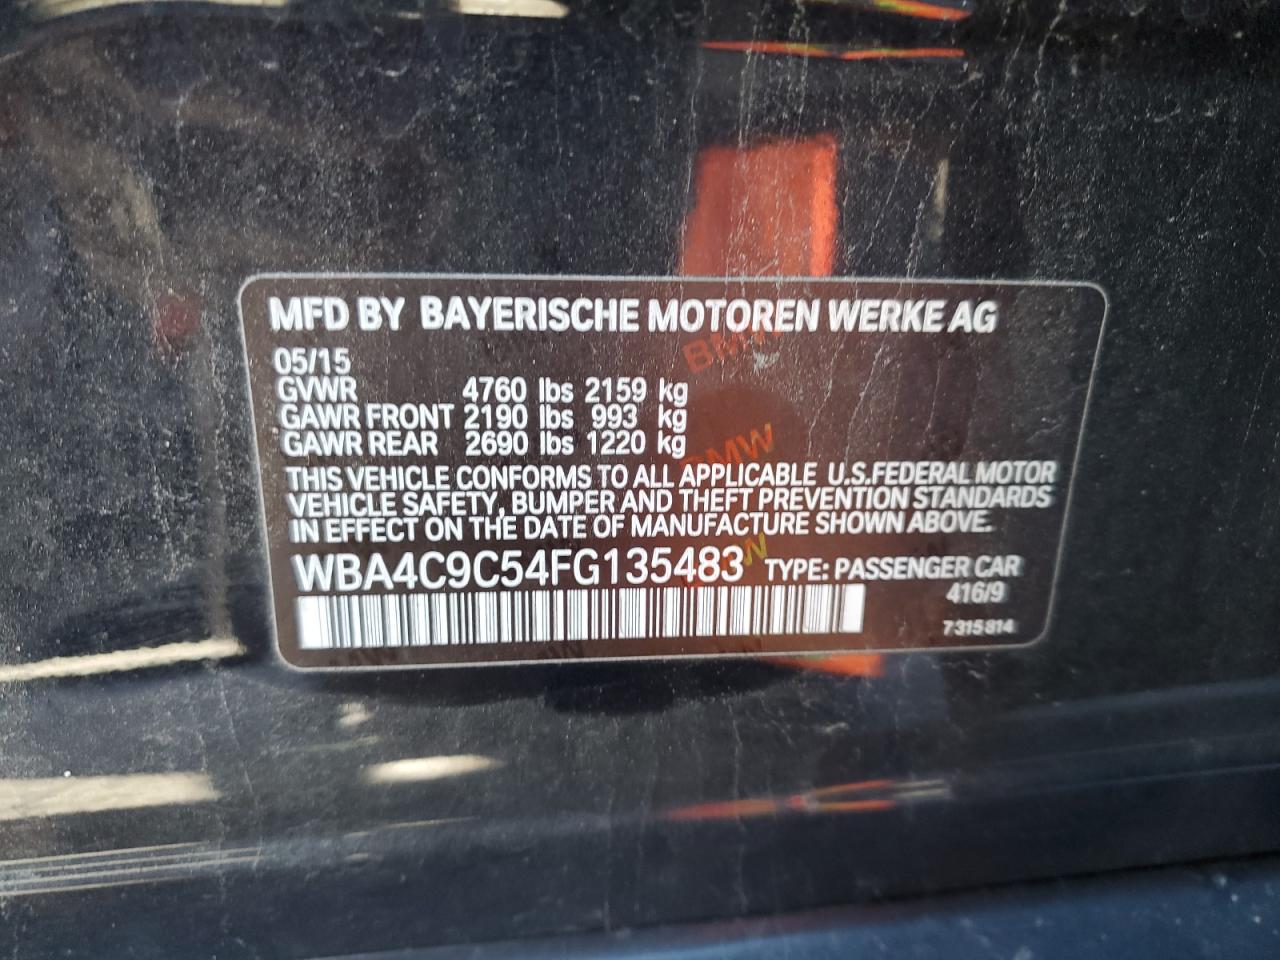 MFD BY BAYERISCHE MOTOREN WERKE AG
05/15
GVWR 4760 lbs 2159 kg
GAWR FRONT 2190 lbs 993 kg
GAWR REAR 2690 lbs 1220 kg
THIS VEHICLE CONFORMS TO ALL APPLICABLE U.S.FEDERAL MOTOR
VEHICLE SAFETY, BUMPER AND THEFT PREVENTION STANDARDS
IN EFFECT ON THE DATE OF MANUFACTURE SHOWN ABOVE.
WBA4C9C54FG135483 TYPE: PASSENGER CAR
416/9
7315814
BMW
BMW